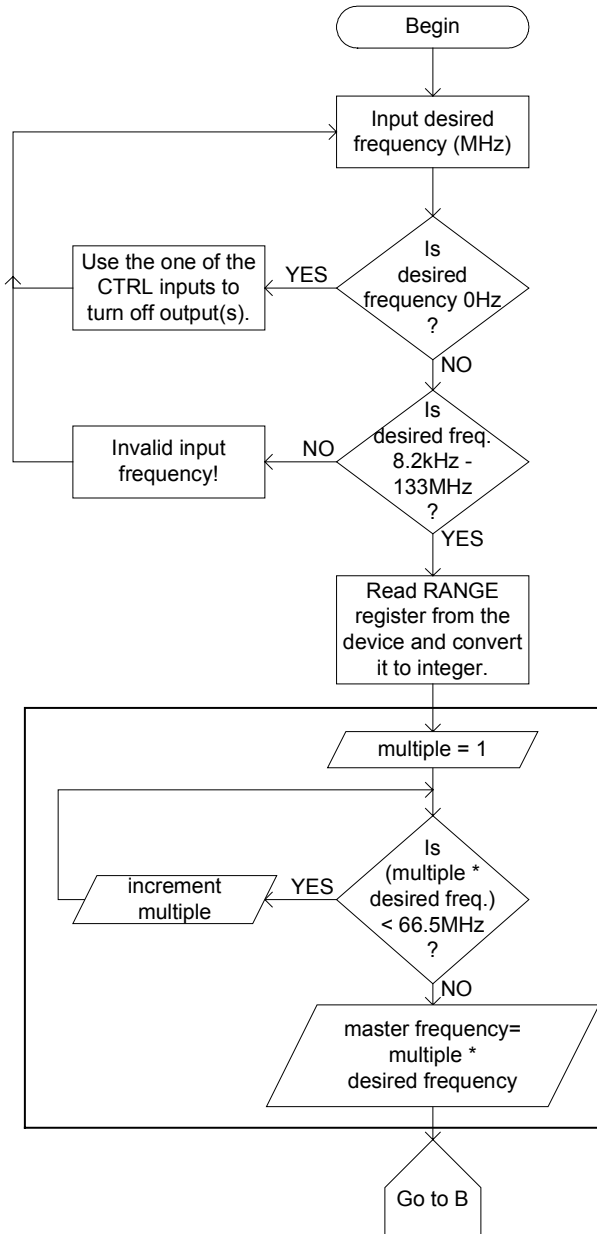 Begin
Input desired
frequency (MHz)
Is
desired
frequency 0Hz
?
YES
Use the one of the
CTRL inputs to
turn off output(s).
NO
Is
desired freq.
8.2kHz -
133MHz
?
NO
Invalid input
frequency!
YES
Read RANGE
register from the
device and convert
it to integer.
multiple = 1
Is
(multiple *
desired freq.)
< 66.5MHz
?
YES
increment
multiple
NO
master frequency=
multiple *
desired frequency
Go to B